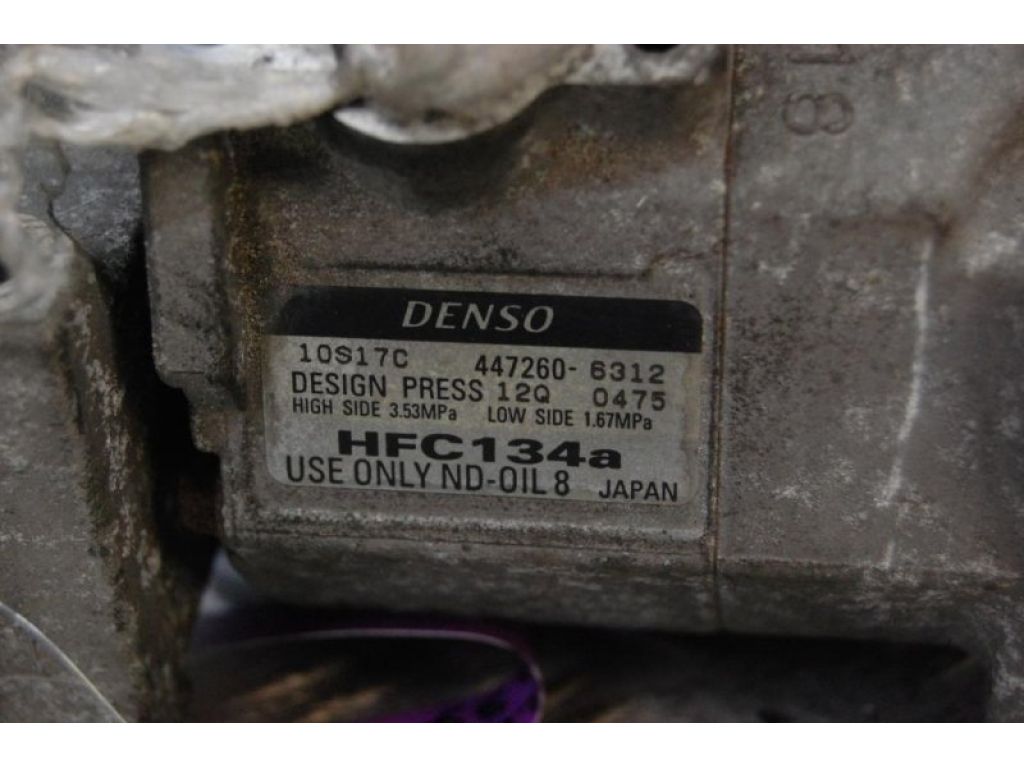 18
DENSO
10S17C 447260-6312
DESIGN PRESS 12Q 0475
HIGH SIDE 3.53MPa LOW SIDE 1.67MPa
HFC134a
USE ONLY ND-OIL 8 JAPAN